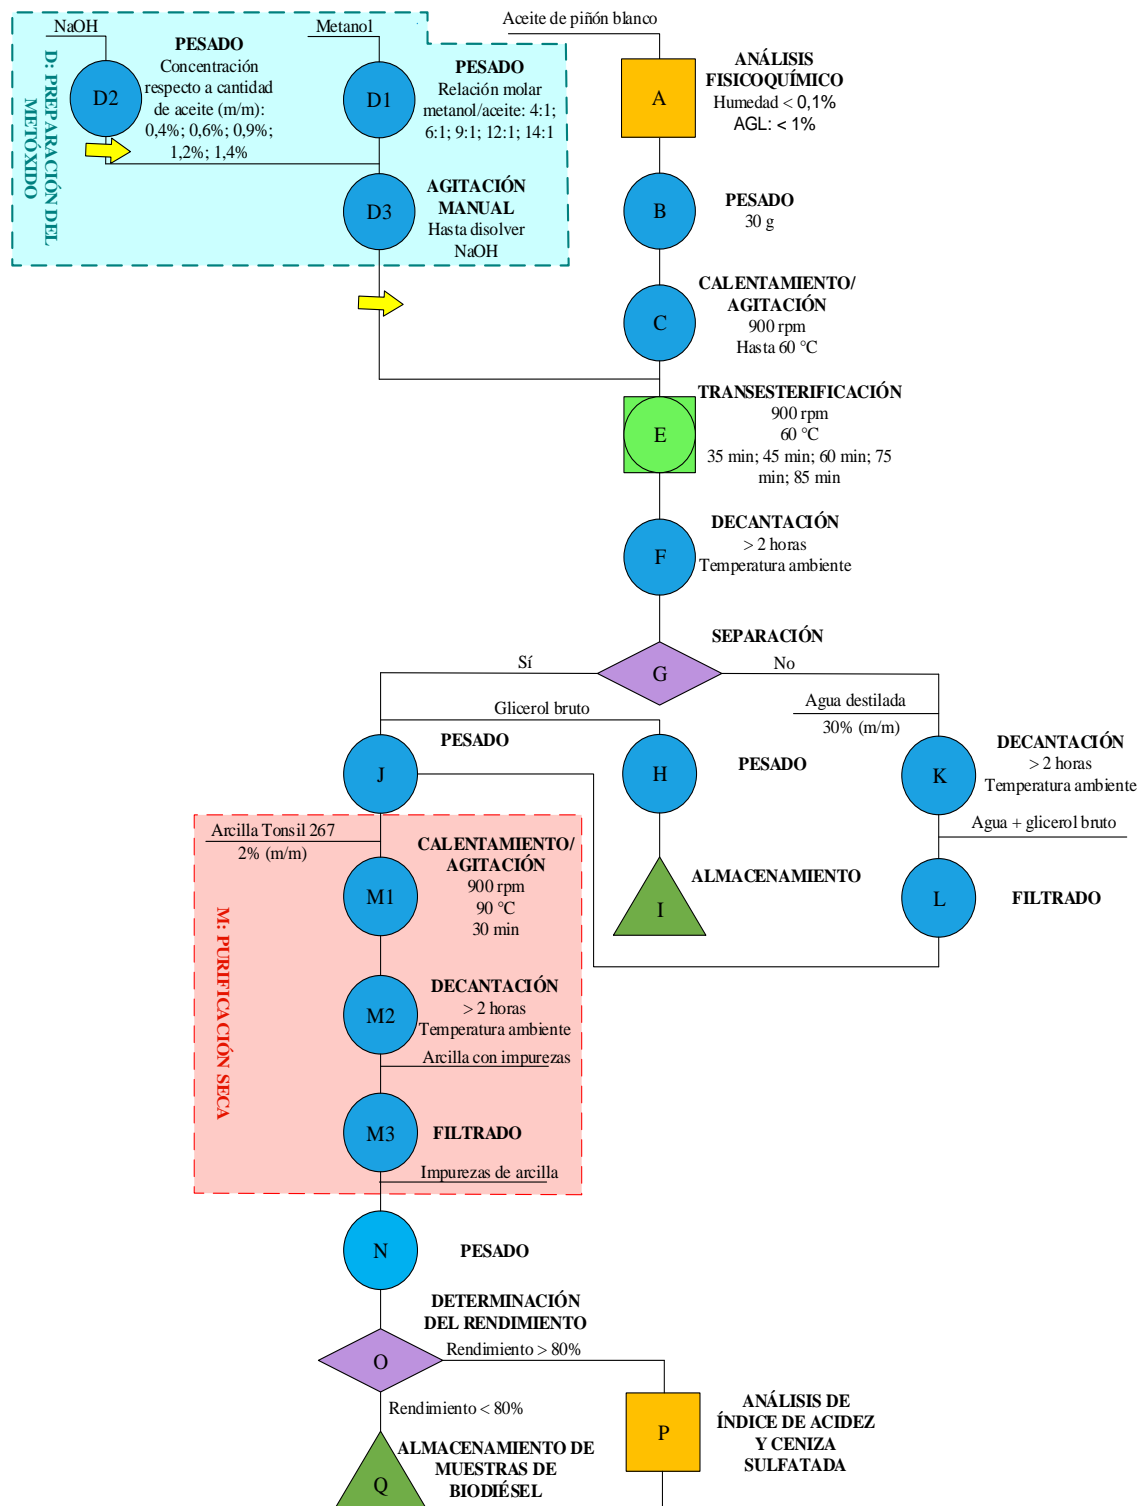 NaOH
PESADO
Concentración
respecto a cantidad
de aceite (m/m):
0,4%; 0,6%; 0,9%;
1,2%; 1,4%
D2
Metanol
PESADO
Relación molar
metanol/aceite: 4:1;
6:1; 9:1; 12:1; 14:1
D1
D: PREPARACIÓN DEL
METÓXIDO
AGITACIÓN
MANUAL
Hasta disolver
NaOH
D3
Aceite de piñón blanco
ANÁLISIS
FISICOQUÍMICO
Humedad < 0,1%
AGL: < 1%
A
B
PESADO
30 g
CALENTAMIENTO/
AGITACIÓN
900 rpm
Hasta 60 °C
C
TRANSESTERIFICACIÓN
900 rpm
60 °C
35 min; 45 min; 60 min; 75
min; 85 min
E
DECANTACIÓN
> 2 horas
Temperatura ambiente
F
SEPARACIÓN
G
Sí
No
Glicerol bruto
Agua destilada
30% (m/m)
PESADO
J
H
PESADO
K
DECANTACIÓN
> 2 horas
Temperatura ambiente
Agua + glicerol bruto
ALMACENAMIENTO
I
L
FILTRADO
M: PURIFICACIÓN SECA
Arcilla Tonsil 267
2% (m/m)
CALENTAMIENTO/
AGITACIÓN
900 rpm
90 °C
30 min
M1
DECANTACIÓN
> 2 horas
Temperatura ambiente
M2
Arcilla con impurezas
M3
FILTRADO
Impurezas de arcilla
N
PESADO
DETERMINACIÓN
DEL RENDIMIENTO
O
Rendimiento > 80%
Rendimiento < 80%
P
ANÁLISIS DE
ÍNDICE DE ACIDEZ
Y CENIZA
SULFATADA
ALMACENAMIENTO DE
MUESTRAS DE
BIODIÉSEL
Q